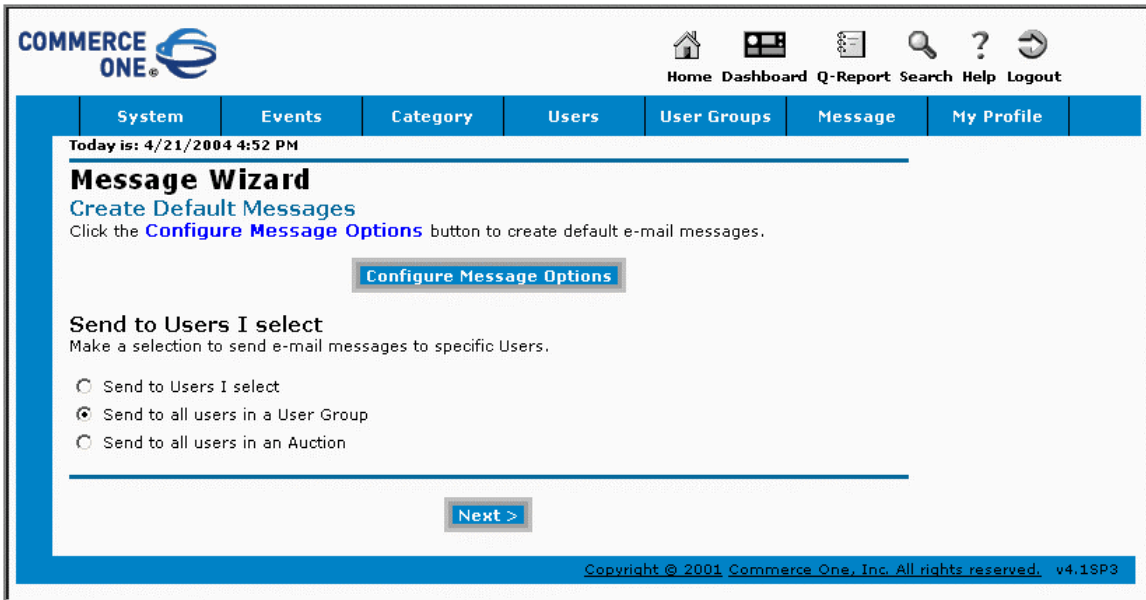 COMMERCE
ONE®
Home Dashboard Q-Report Search Help Logout
System Events Category Users User Groups Message My Profile
Today is: 4/21/2004 4:52 PM
Message Wizard
Create Default Messages
Click the Configure Message Options button to create default e-mail messages.
Configure Message Options
Send to Users I select
Make a selection to send e-mail messages to specific Users.
Send to Users I select
Send to all users in a User Group
Send to all users in an Auction
Next >
Copyright © 2001 Commerce One, Inc. All rights reserved. v4.1SP3